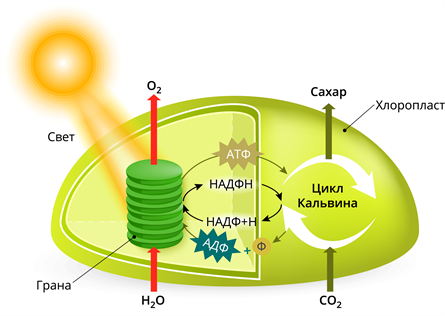 O₂
Сахар
Хлоропласт
Свет
АТФ
НАДФН
Цикл
Кальвина
НАДФ+Н
АДФ + Ф
Грана
H₂O
CO₂